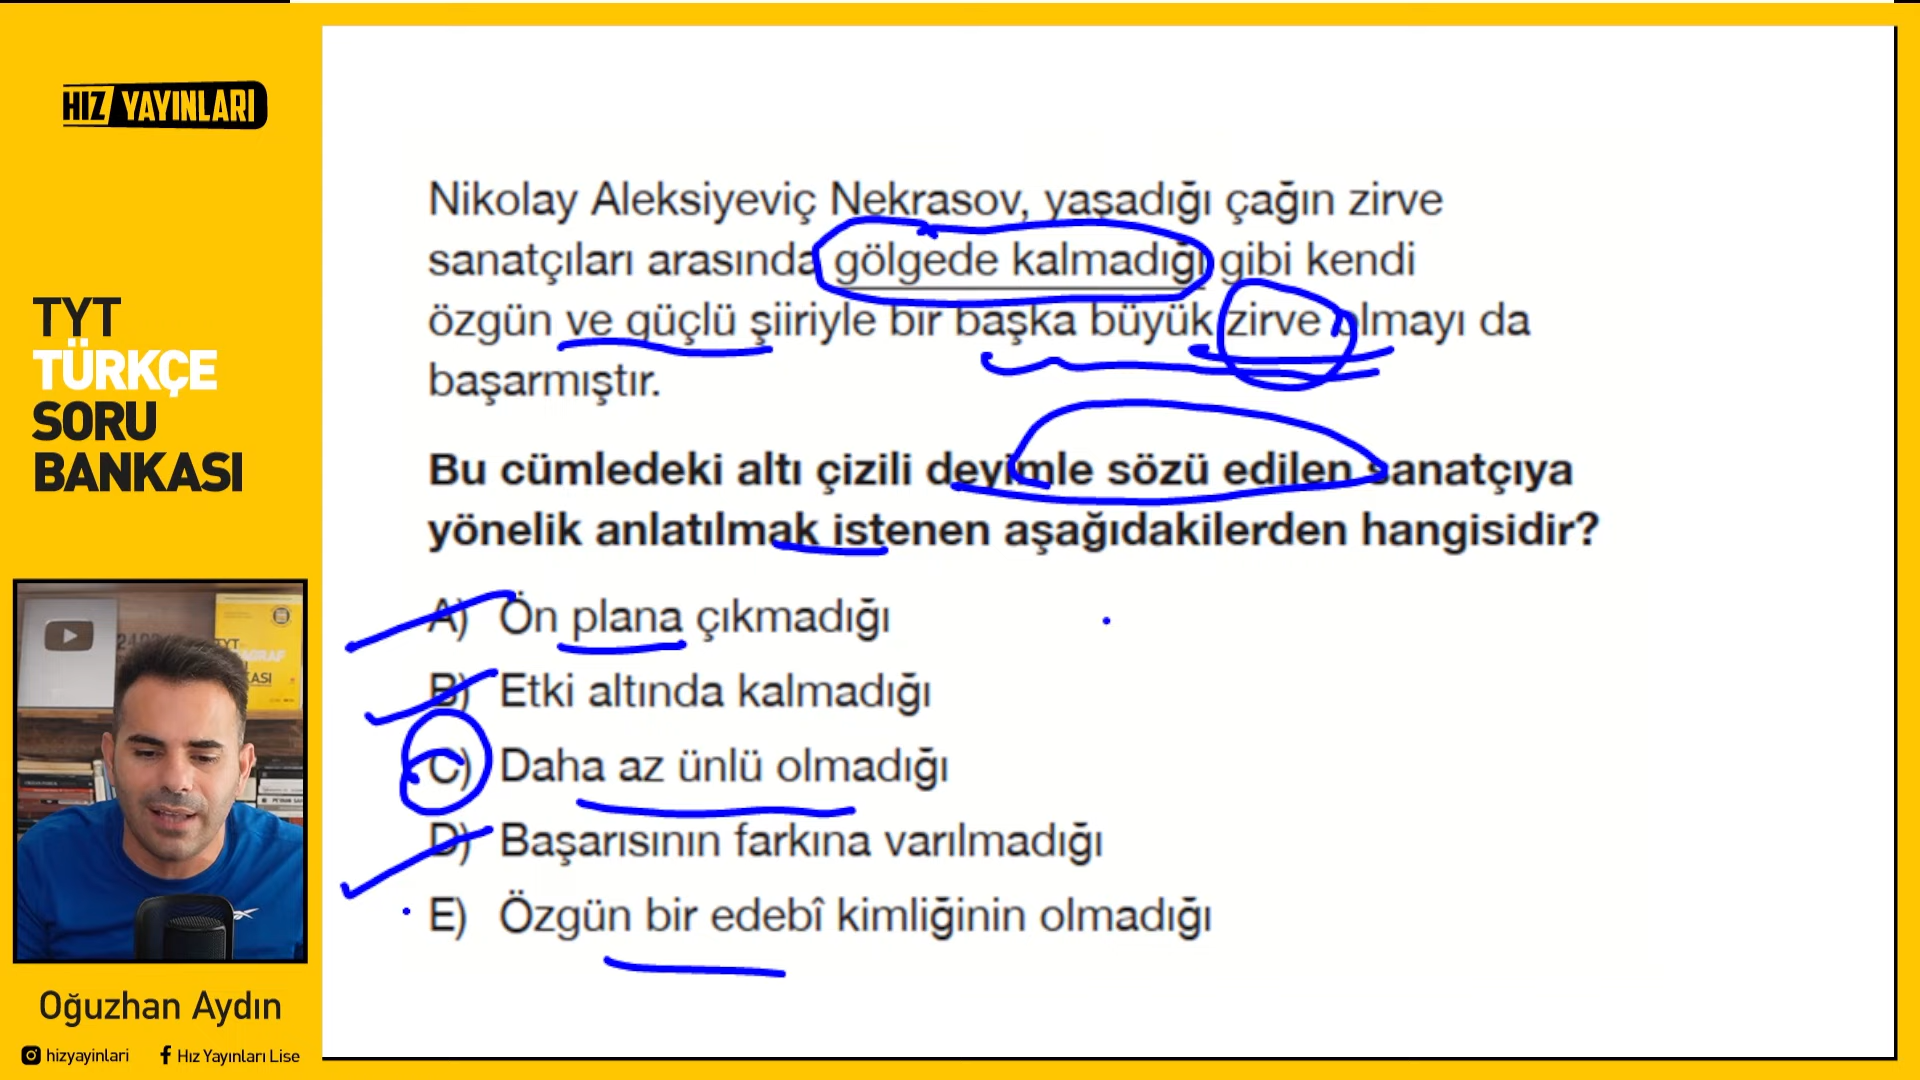 HIZ YAYINLARI
TYT
TÜRKÇE
SORU
BANKASI
Nikolay Aleksiyeviç Nekrasov, yaşadığı çağın zirve
sanatçıları arasında gölgede kalmadığı gibi kendi
özgün ve güçlü şiiriyle bir başka büyük zirve olmayı da
başarmıştır.
Bu cümledeki altı çizili deyimle sözü edilen sanatçıya
yönelik anlatılmak istenen aşağıdakilerden hangisidir?
A) Ön plana çıkmadığı
B) Etki altında kalmadığı
C) Daha az ünlü olmadığı
D) Başarısının farkına varılmadığı
E) Özgün bir edebî kimliğinin olmadığı
Oğuzhan Aydın
hizyayinlari
Hız Yayınları Lise